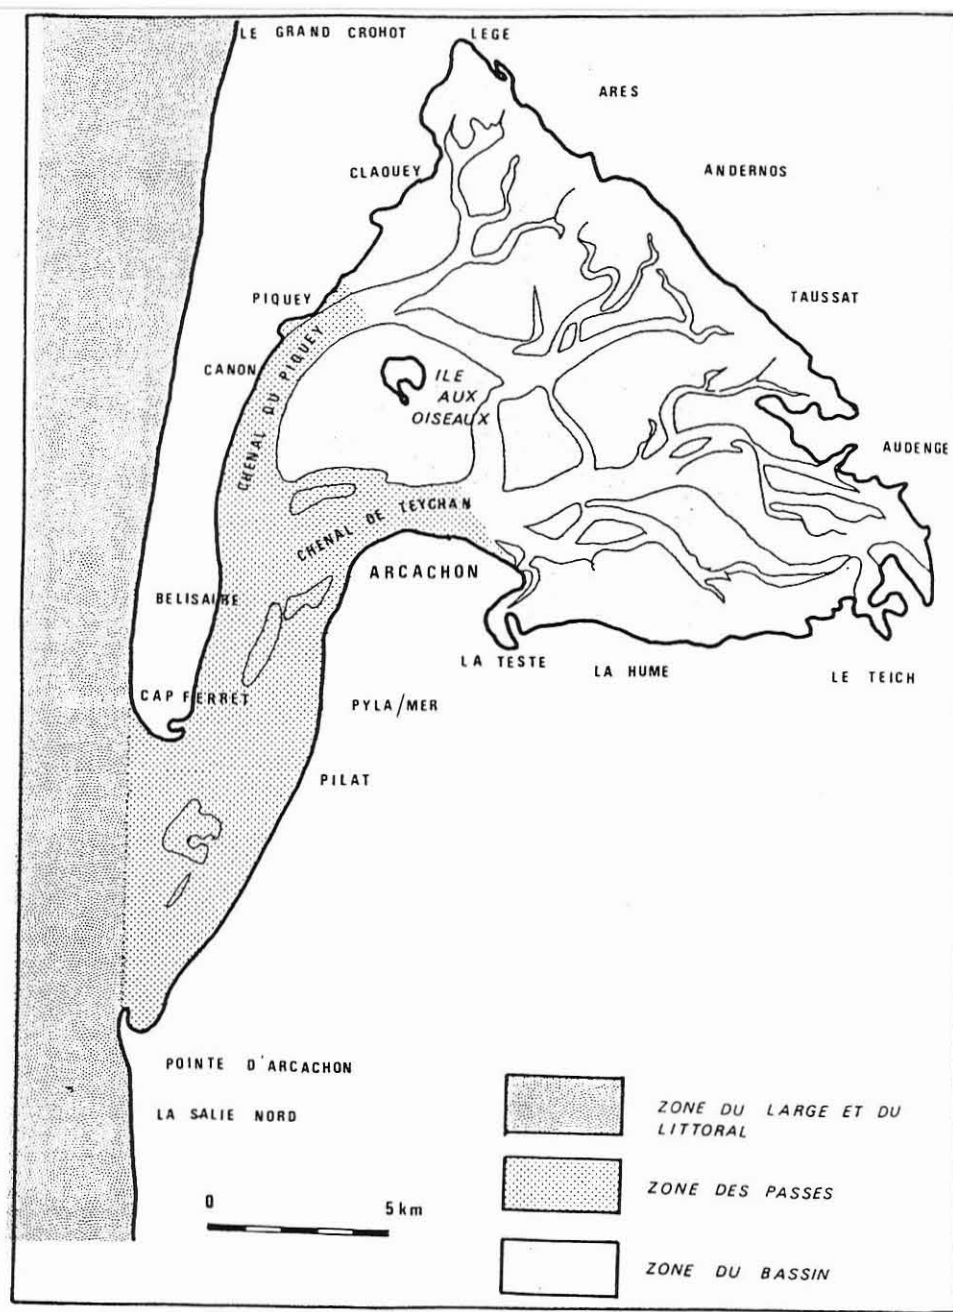 LE GRAND CROHOT
LEGE
ARES
CLAOUEY
ANDERNOS
PIQUEY
TAUSSAT
CANON
CHENAL DU PIQUEY
ILE
AUX
OISEAUX
AUDENGE
CHENAL DE TEYCHAN
ARCACHON
BELISAIRE
LA TESTE
LA HUME
LE TEICH
CAP FERRET
PYLA/MER
PILAT
POINTE D'ARCACHON
LA SALIE NORD
0 5 km
ZONE DU LARGE ET DU
LITTORAL
ZONE DES PASSES
ZONE DU BASSIN